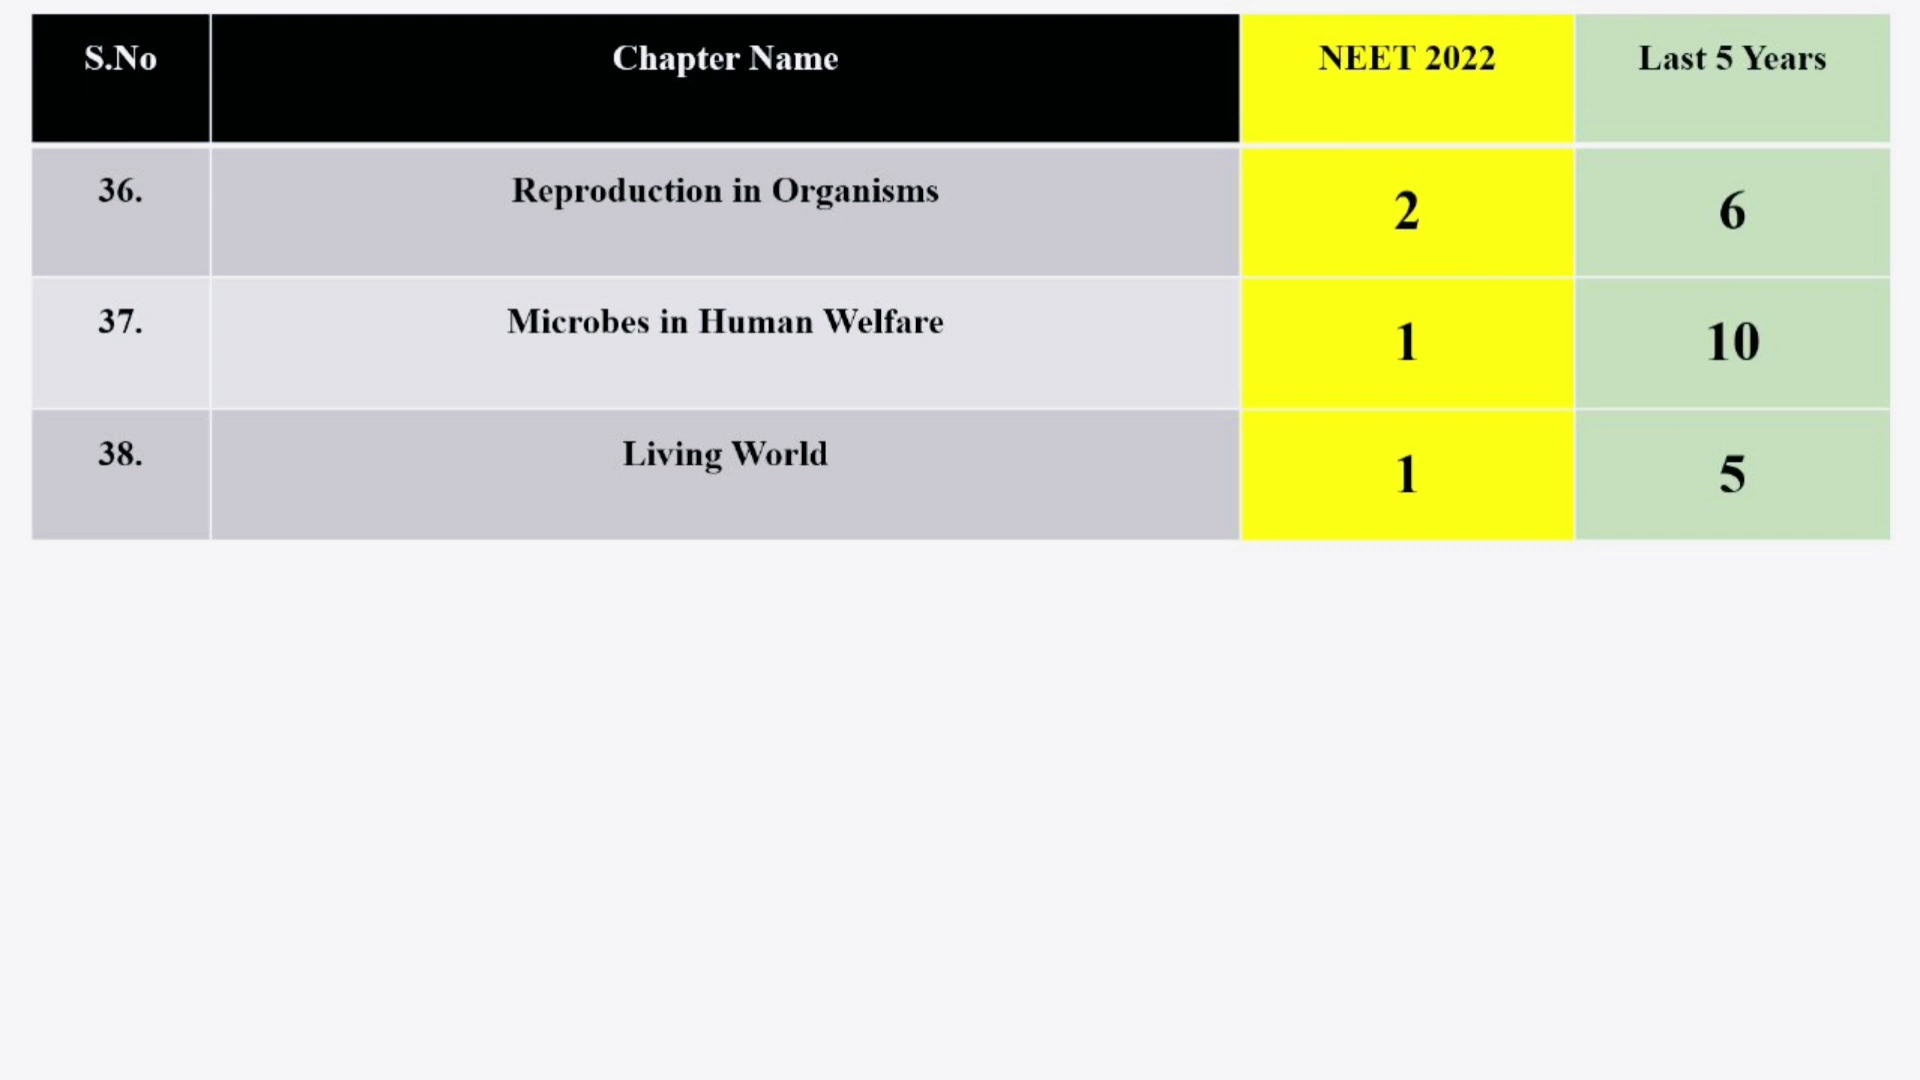 S.No Chapter Name NEET 2022 Last 5 Years
36. Reproduction in Organisms 2 6
37. Microbes in Human Welfare 1 10
38. Living World 1 5